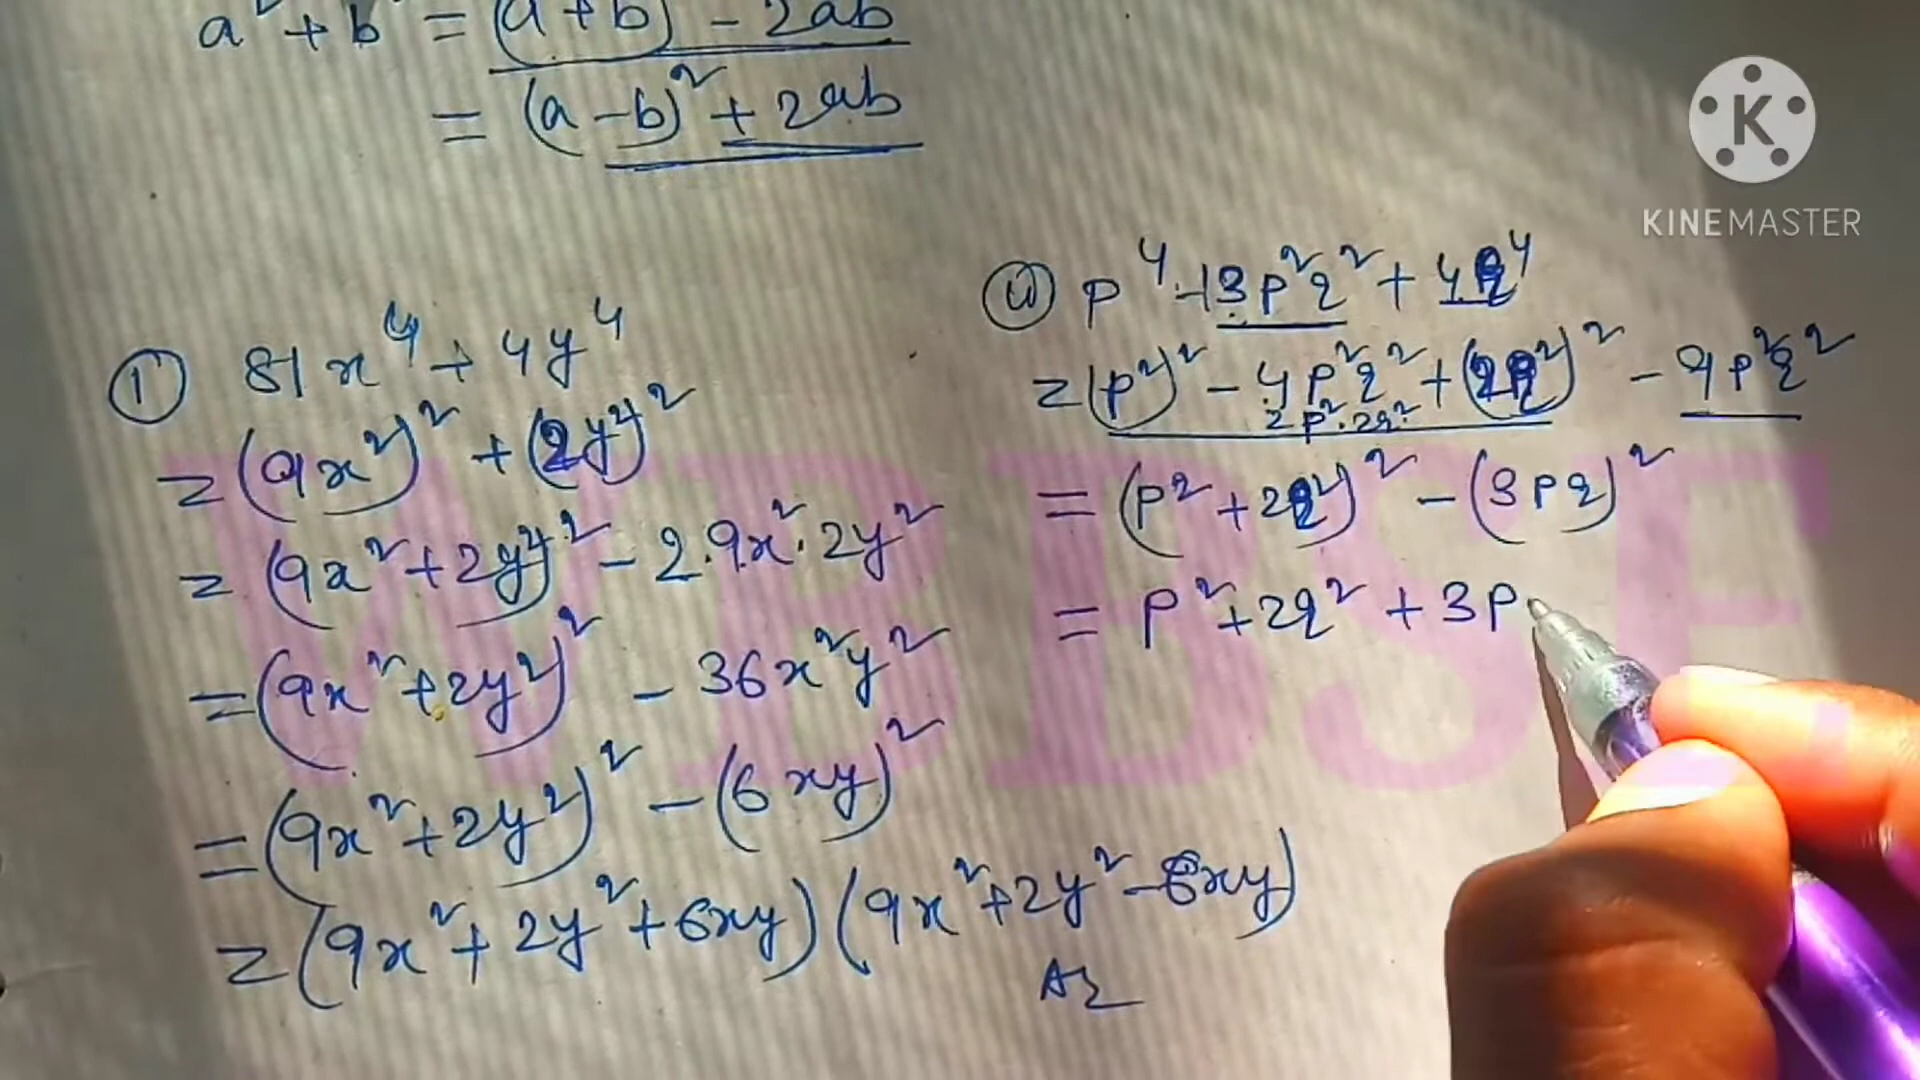 a² + b² = (a+b)² - 2ab
= (a-b)² + 2ab
① 81x⁴ + 4y⁴
= (9x²)² + (2y²)²
= (9x²+2y²)² - 2.9x².2y²
= (9x²+2y²)² - 36x²y²
= (9x²+2y²)² - (6xy)²
= (9x²+2y²+6xy)(9x²+2y²-6xy)
p⁴ - 13p²q² + 4q⁴
= (p²)² - 4p²q² + (2q²)² - 9p²q²
2p².2q²
= (p²+2q²)² - (3pq)²
= p²+2q² + 3p
K
KINEMASTER
WBBSE